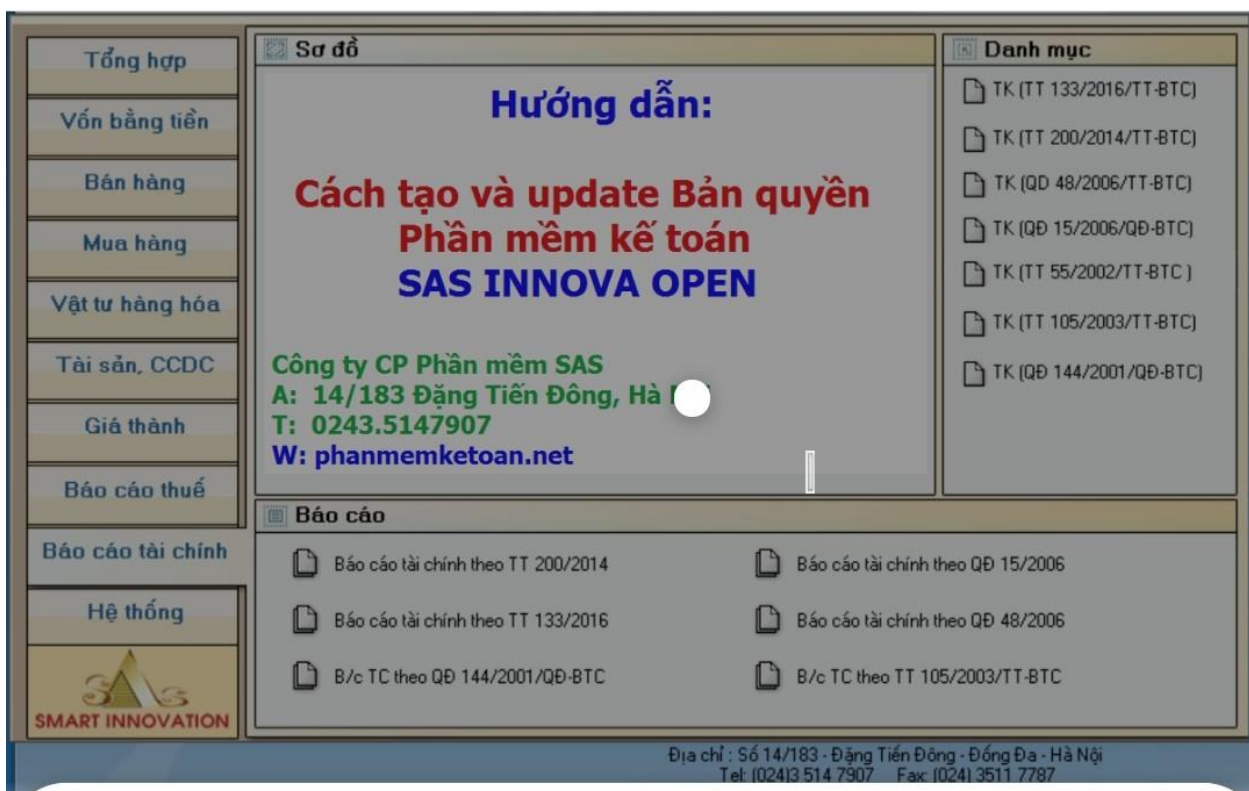 Tổng hợp
Vốn bằng tiền
Bán hàng
Mua hàng
Vật tư hàng hóa
Tài sản, CCDC
Giá thành
Báo cáo thuế
Báo cáo tài chính
Hệ thống
SAS
SMART INNOVATION
Sơ đồ
Hướng dẫn:
Cách tạo và update Bản quyền
Phần mềm kế toán
SAS INNOVA OPEN
Công ty CP Phần mềm SAS
A: 14/183 Đặng Tiến Đông, Hà
T: 0243.5147907
W: phanmemketoan.net
Danh mục
TK (TT 133/2016/TT-BTC)
TK (TT 200/2014/TT-BTC)
TK (QD 48/2006/TT-BTC)
TK (QĐ 15/2006/QĐ-BTC)
TK (TT 55/2002/TT-BTC )
TK (TT 105/2003/TT-BTC)
TK (QĐ 144/2001/QĐ-BTC)
Báo cáo
Báo cáo tài chính theo TT 200/2014
Báo cáo tài chính theo QĐ 15/2006
Báo cáo tài chính theo TT 133/2016
Báo cáo tài chính theo QĐ 48/2006
B/c TC theo QĐ 144/2001/QĐ-BTC
B/c TC theo TT 105/2003/TT-BTC
Địa chỉ : Số 14/183 - Đặng Tiến Đông - Đống Đa - Hà Nội
Tel: (024)3 514 7907 Fax: (024) 3511 7787